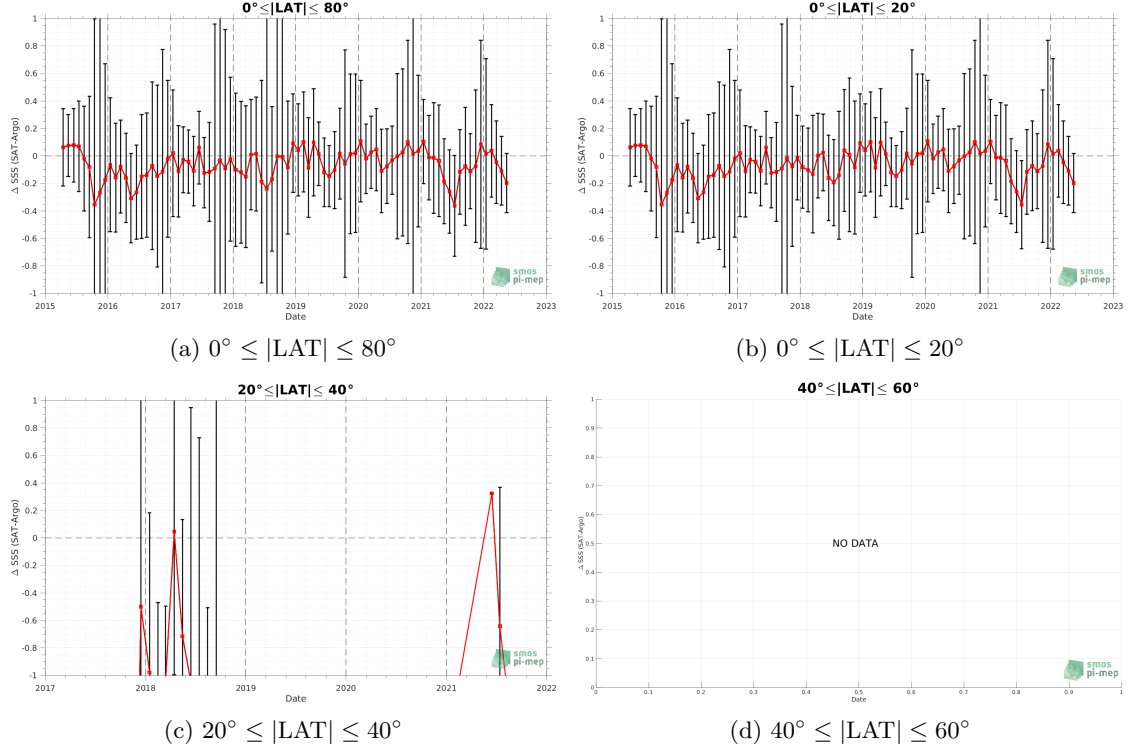 0°≤|LAT|≤ 80°
1
0.8
0.6
0.4
0.2
0
-0.2
-0.4
-0.6
-0.8
-1
Δ SSS (SAT-Argo)
2015 2016 2017 2018 2019 2020 2021 2022 2023
Date
smos
pi-mep
(a) 0° ≤ |LAT| ≤ 80°
0°≤|LAT|≤ 20°
1
0.8
0.6
0.4
0.2
0
-0.2
-0.4
-0.6
-0.8
-1
Δ SSS (SAT-Argo)
2015 2016 2017 2018 2019 2020 2021 2022 2023
Date
smos
pi-mep
(b) 0° ≤ |LAT| ≤ 20°
20°≤|LAT|≤ 40°
1
0.8
0.6
0.4
0.2
0
-0.2
-0.4
-0.6
-0.8
-1
Δ SSS (SAT-Argo)
2017 2018 2019 2020 2021 2022
Date
smos
pi-mep
(c) 20° ≤ |LAT| ≤ 40°
40°≤|LAT|≤ 60°
1
0.9
0.8
0.7
0.6
0.5
0.4
0.3
0.2
0.1
0
Δ SSS (SAT-Argo)
NO DATA
0 0.1 0.2 0.3 0.4 0.5 0.6 0.7 0.8 0.9 1
Date
smos
pi-mep
(d) 40° ≤ |LAT| ≤ 60°